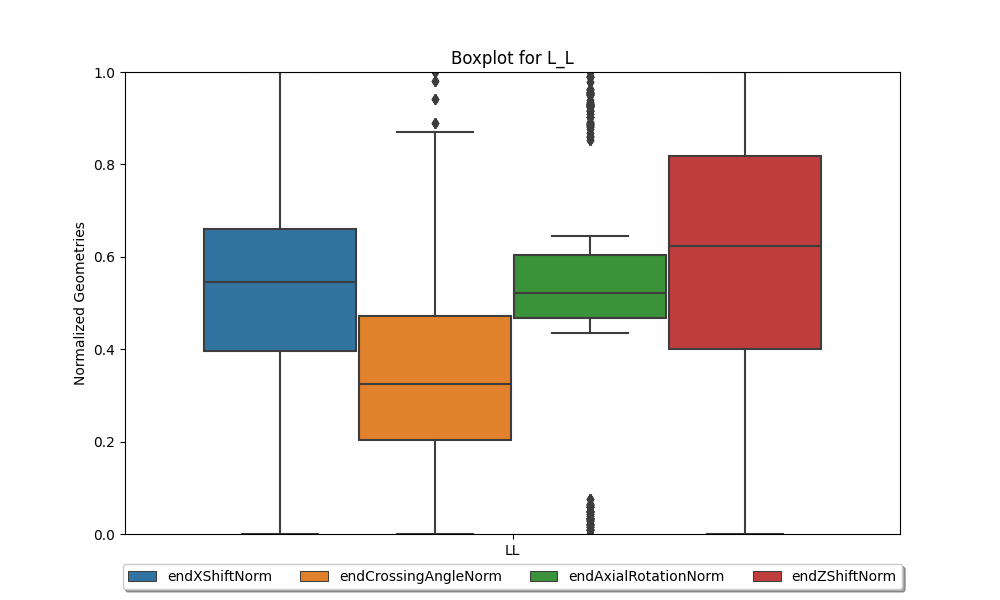 Boxplot for L_L
Normalized Geometries
1.0
0.8
0.6
0.4
0.2
0.0
LL
endXShiftNorm endCrossingAngleNorm endAxialRotationNorm endZShiftNorm